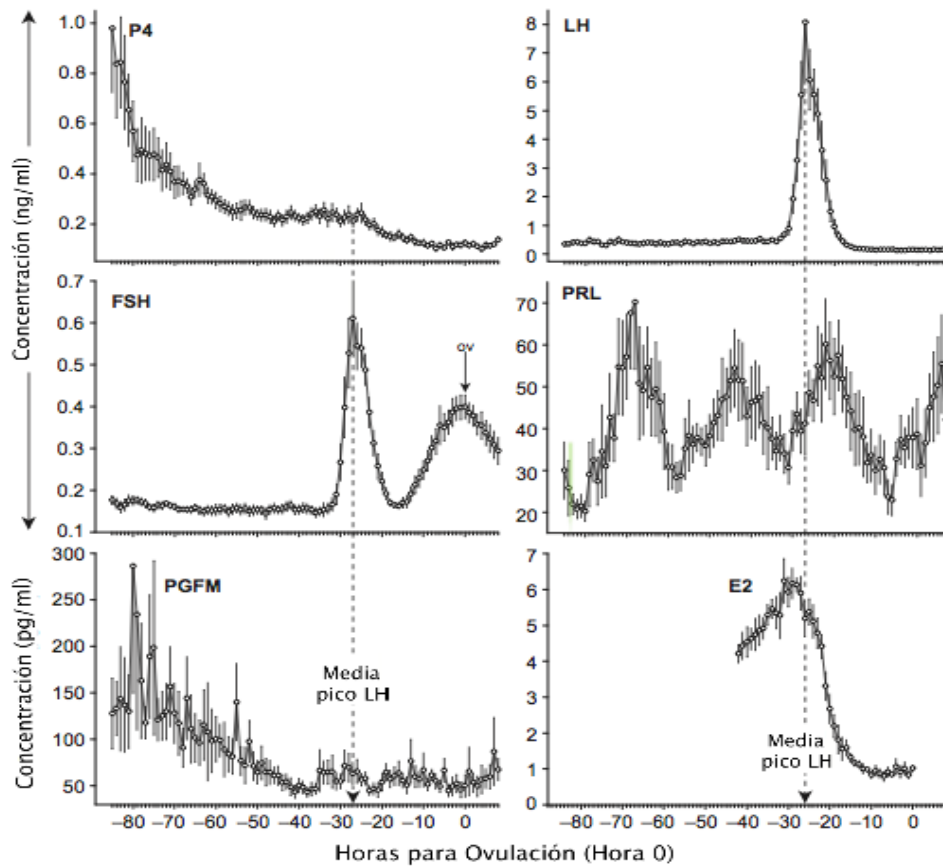 P4
1.0
0.8
0.6
0.4
0.2
LH
8
7
6
5
4
3
2
1
0
Concentración (ng/ml)
FSH
0.7
0.6
0.5
0.4
0.3
0.2
0.1
ov
PRL
70
60
50
40
30
20
Concentración (pg/ml)
PGFM
300
250
200
150
100
50
Media
pico LH
−80 −70 −60 −50 −40 −30 −20 −10 0
E2
7
6
5
4
3
2
1
0
Media
pico LH
−80 −70 −60 −50 −40 −30 −20 −10 0
Horas para Ovulación (Hora 0)